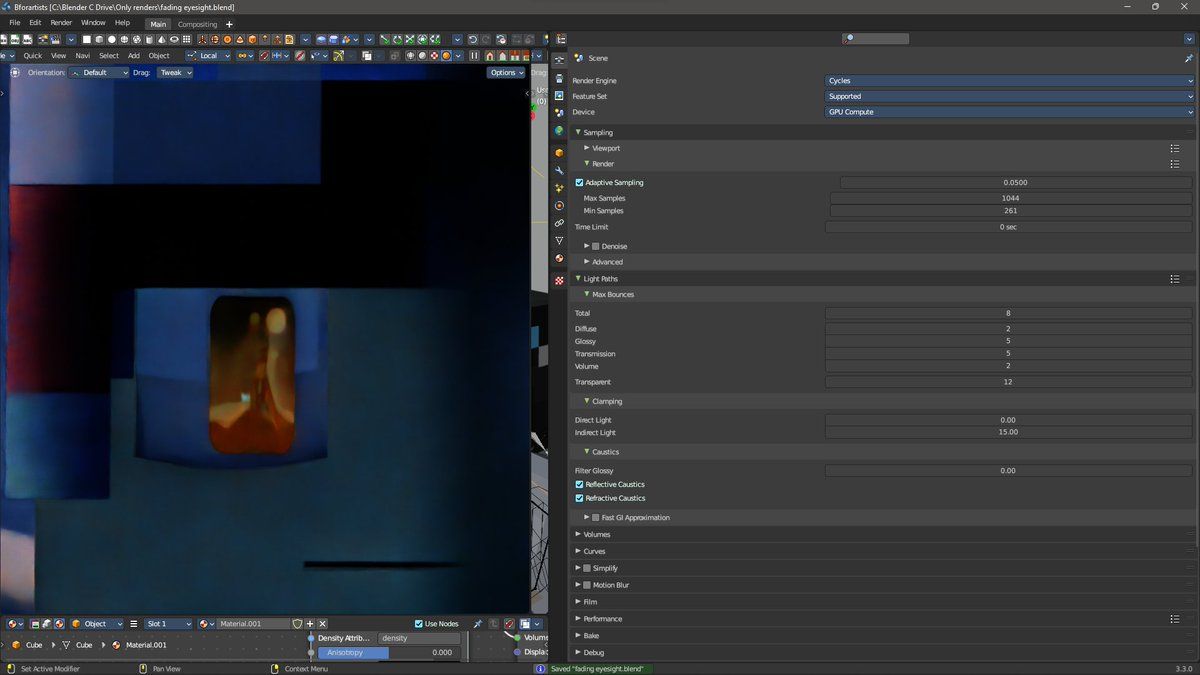 Bforartists [C:\Blender C Drive\Only renders\fading eyesight.blend]
File Edit Render Window Help Main Compositing +
Quick View Navi Select Add Object Local
Orientation: Default Drag: Tweak Options Drag
(0)
Scene
Render Engine Cycles
Feature Set Supported
Device GPU Compute
Sampling
Viewport
Render
Adaptive Sampling 0.0500
Max Samples 1044
Min Samples 261
Time Limit 0 sec
Denoise
Advanced
Light Paths
Max Bounces
Total 8
Diffuse 2
Glossy 5
Transmission 5
Volume 2
Transparent 12
Clamping
Direct Light 0.00
Indirect Light 15.00
Caustics
Filter Glossy 0.00
Reflective Caustics
Refractive Caustics
Fast GI Approximation
Volumes
Curves
Simplify
Motion Blur
Film
Performance
Bake
Debug
Object Slot 1 Material.001 Use Nodes
Cube Cube Material.001
Density Attrib... density
Anisotropy 0.000
Volume
Displa
Set Active Modifier Pan View Context Menu Saved "fading eyesight.blend" 3.3.0